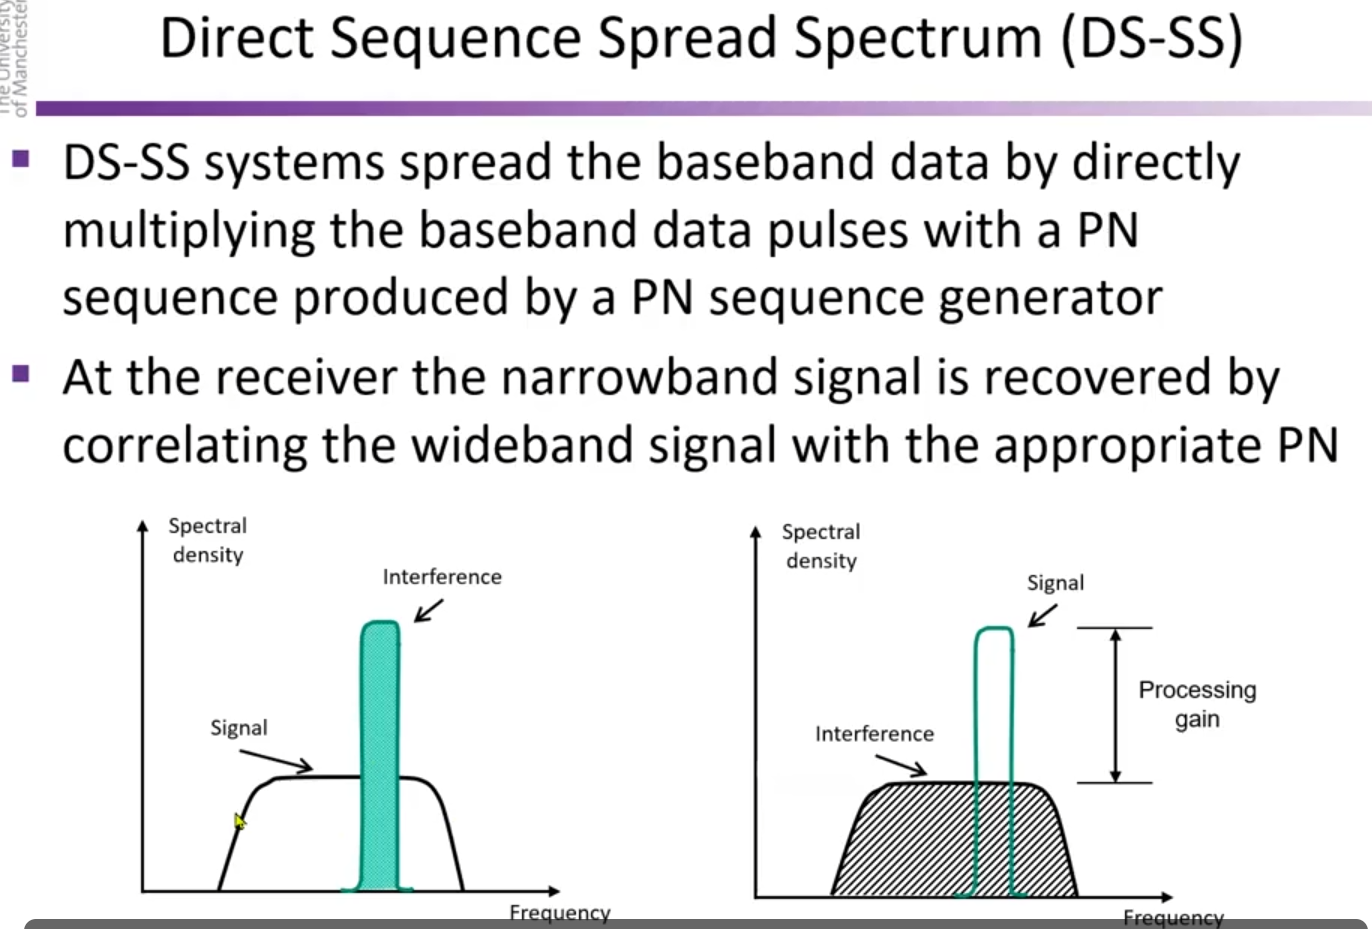 The University
of Manchester
Direct Sequence Spread Spectrum (DS-SS)
DS-SS systems spread the baseband data by directly
multiplying the baseband data pulses with a PN
sequence produced by a PN sequence generator
At the receiver the narrowband signal is recovered by
correlating the wideband signal with the appropriate PN
Spectral
density
Interference
Signal
Frequency
Spectral
density
Signal
Processing
gain
Interference
Frequency